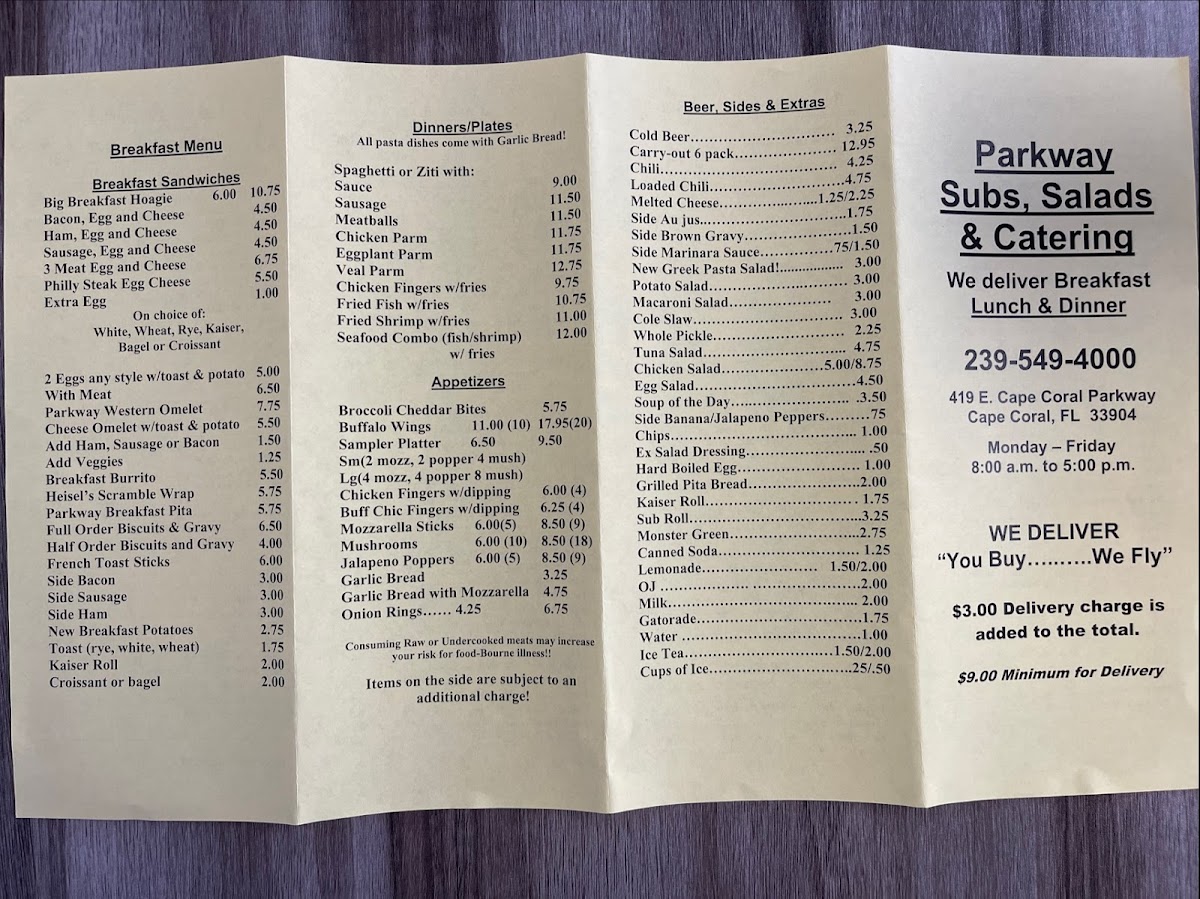 Breakfast Menu
Breakfast Sandwiches
Big Breakfast Hoagie 6.00 10.75
Bacon, Egg and Cheese 4.50
Ham, Egg and Cheese 4.50
Sausage, Egg and Cheese 4.50
3 Meat Egg and Cheese 6.75
Philly Steak Egg Cheese 5.50
Extra Egg 1.00
On choice of:
White, Wheat, Rye, Kaiser,
Bagel or Croissant
2 Eggs any style w/toast & potato 5.00
With Meat 6.50
Parkway Western Omelet 7.75
Cheese Omelet w/toast & potato 5.50
Add Ham, Sausage or Bacon 1.50
Add Veggies 1.25
Breakfast Burrito 5.50
Heisel's Scramble Wrap 5.75
Parkway Breakfast Pita 5.75
Full Order Biscuits & Gravy 6.50
Half Order Biscuits and Gravy 4.00
French Toast Sticks 6.00
Side Bacon 3.00
Side Sausage 3.00
Side Ham 3.00
New Breakfast Potatoes 2.75
Toast (rye, white, wheat) 1.75
Kaiser Roll 2.00
Croissant or bagel 2.00
Dinners/Plates
All pasta dishes come with Garlic Bread!
Spaghetti or Ziti with:
Sauce 9.00
Sausage 11.50
Meatballs 11.50
Chicken Parm 11.75
Eggplant Parm 11.75
Veal Parm 12.75
Chicken Fingers w/fries 9.75
Fried Fish w/fries 10.75
Fried Shrimp w/fries 11.00
Seafood Combo (fish/shrimp) 12.00
w/ fries
Appetizers
Broccoli Cheddar Bites 5.75
Buffalo Wings 11.00 (10) 17.95(20)
Sampler Platter 6.50 9.50
Sm(2 mozz, 2 popper 4 mush)
Lg(4 mozz, 4 popper 8 mush)
Chicken Fingers w/dipping 6.00 (4)
Buff Chic Fingers w/dipping 6.25 (4)
Mozzarella Sticks 6.00(5) 8.50 (9)
Mushrooms 6.00 (10) 8.50 (18)
Jalapeno Poppers 6.00 (5) 8.50 (9)
Garlic Bread 3.25
Garlic Bread with Mozzarella 4.75
Onion Rings...... 4.25 6.75
Consuming Raw or Undercooked meats may increase
your risk for food-Bourne illness!!
Items on the side are subject to an
additional charge!
Beer, Sides & Extras
Cold Beer................................ 3.25
Carry-out 6 pack...................... 12.95
Chili....................................... 4.25
Loaded Chili..............................4.75
Melted Cheese......................1.25/2.25
Side Au jus................................1.75
Side Brown Gravy........................1.50
Side Marinara Sauce.................75/1.50
New Greek Pasta Salad!................. 3.00
Potato Salad............................... 3.00
Macaroni Salad....................... 3.00
Cole Slaw................................. 3.00
Whole Pickle............................. 2.25
Tuna Salad................................ 4.75
Chicken Salad.......................5.00/8.75
Egg Salad....................................4.50
Soup of the Day.......................... .3.50
Side Banana/Jalapeno Peppers..........75
Chips......................................... 1.00
Ex Salad Dressing........................... .50
Hard Boiled Egg........................... 1.00
Grilled Pita Bread.........................2.00
Kaiser Roll.................................. 1.75
Sub Roll......................................3.25
Monster Green.............................2.75
Canned Soda................................ 1.25
Lemonade.......................... 1.50/2.00
OJ ............................................2.00
Milk.......................................... 2.00
Gatorade.....................................1.75
Water ........................................1.00
Ice Tea.................................1.50/2.00
Cups of Ice................................25/.50
Parkway
Subs, Salads
& Catering
We deliver Breakfast
Lunch & Dinner
239-549-4000
419 E. Cape Coral Parkway
Cape Coral, FL 33904
Monday – Friday
8:00 a.m. to 5:00 p.m.
WE DELIVER
“You Buy……….We Fly”
$3.00 Delivery charge is
added to the total.
$9.00 Minimum for Delivery